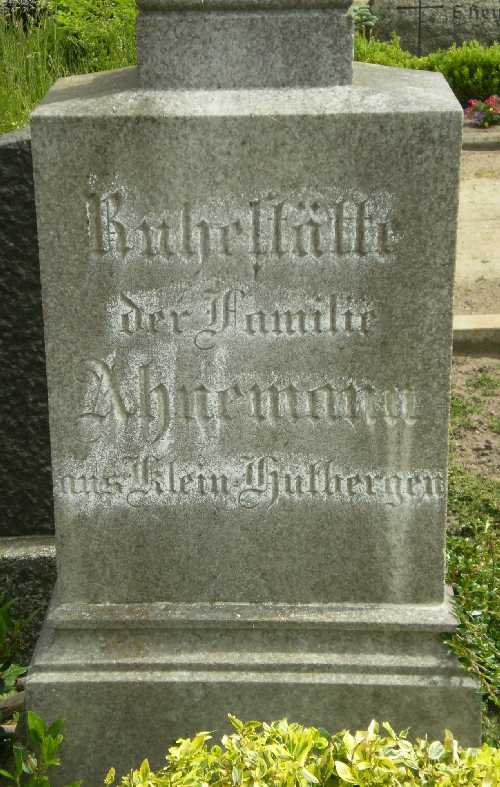 Ruheſtätte
der Familie
Ahnemann
aus Klein-Hutbergen